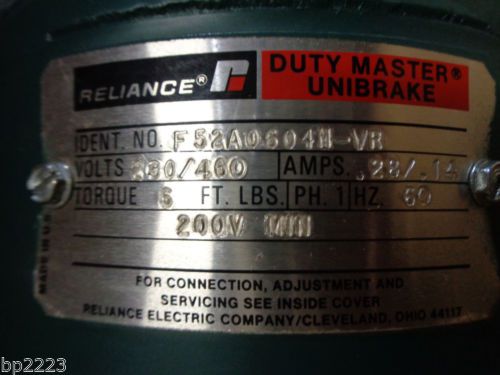 RELIANCE®
DUTY MASTER®
UNIBRAKE
IDENT. NO. F52A0604M-VR
VOLTS 230/460 AMPS. .28/.14
TORQUE 6 FT. LBS. PH. 1 HZ. 60
200V MIN
MADE IN U.S.
FOR CONNECTION, ADJUSTMENT AND
SERVICING SEE INSIDE COVER
RELIANCE ELECTRIC COMPANY/CLEVELAND, OHIO 44117
bp2223